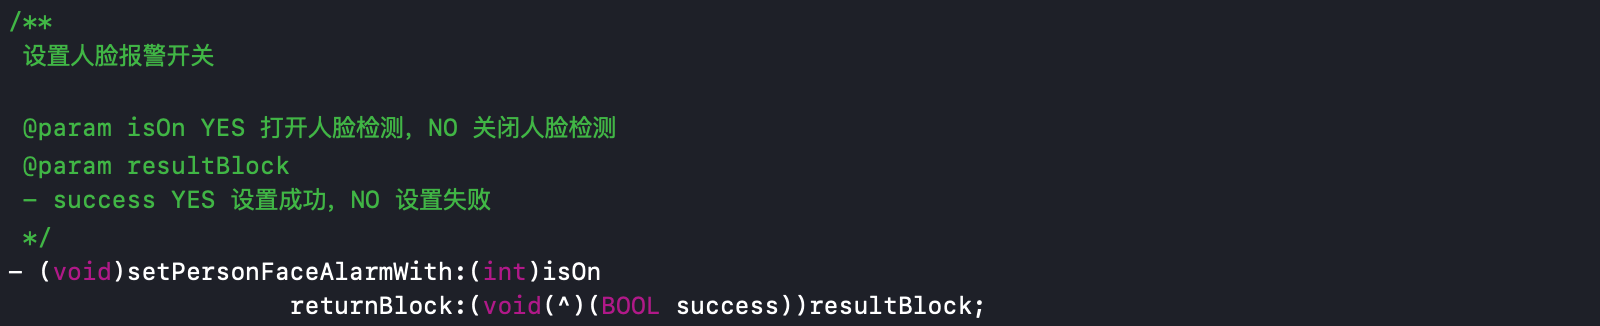 /**
设置人脸报警开关
@param isOn YES 打开人脸检测，NO 关闭人脸检测
@param resultBlock
- success YES 设置成功，NO 设置失败
*/
- (void)setPersonFaceAlarmWith:(int)isOn
returnBlock:(void(^)(BOOL success))resultBlock;